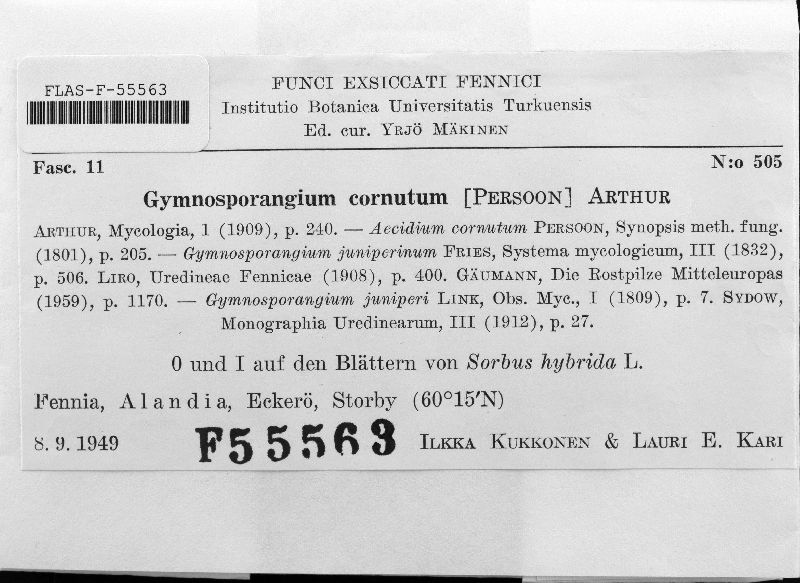 FLAS-F-55563
FUNGI EXSICCATI FENNICI
Institutio Botanica Universitatis Turkuensis
Ed. cur. YRJÖ MÄKINEN
Fasc. 11
N:o 505
Gymnosporangium cornutum [PERSOON] ARTHUR
ARTHUR, Mycologia, 1 (1909), p. 240. — Aecidium cornutum PERSOON, Synopsis meth. fung.
(1801), p. 205. — Gymnosporangium juniperinum FRIES, Systema mycologicum, III (1832),
p. 506. LIRO, Uredineae Fennicae (1908), p. 400. GÄUMANN, Die Rostpilze Mitteleuropas
(1959), p. 1170. — Gymnosporangium juniperi LINK, Obs. Myc., I (1809), p. 7. SYDOW,
Monographia Uredinearum, III (1912), p. 27.
0 und I auf den Blättern von Sorbus hybrida L.
Fennia, Alandia, Eckerö, Storby (60°15′N)
8. 9. 1949
F55563
ILKKA KUKKONEN & LAURI E. KARI